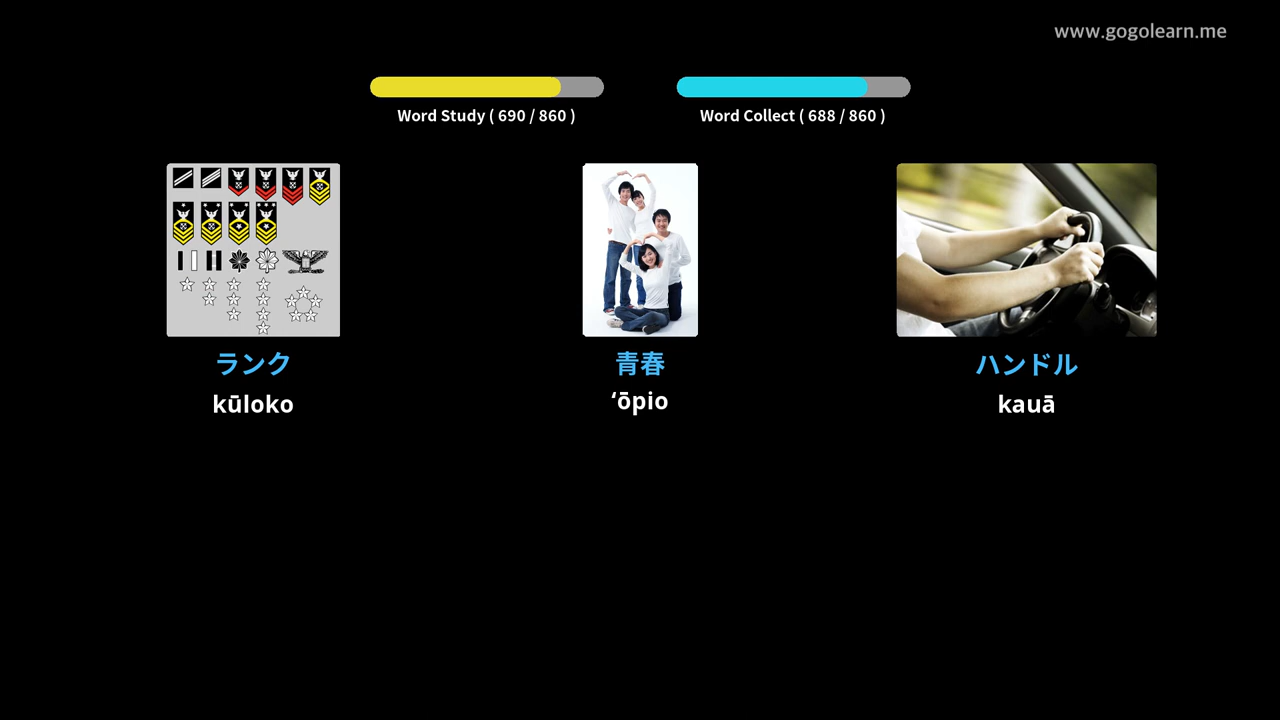 www.gogolearn.me
Word Study ( 690 / 860 )
Word Collect ( 688 / 860 )
ランク
青春
ハンドル
kūloko
ʻōpio
kauā